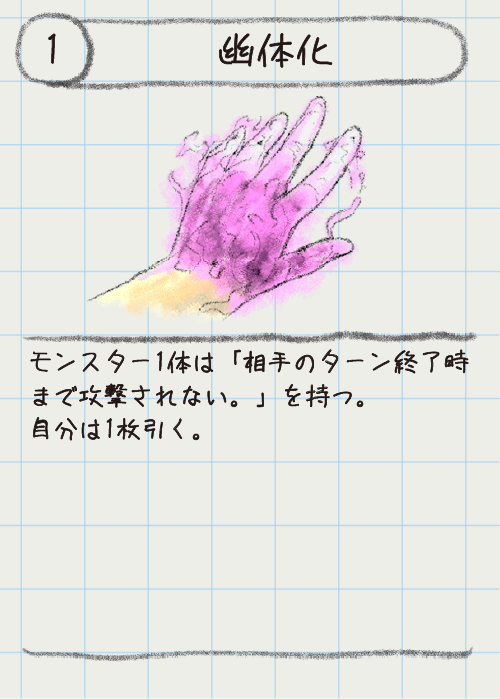 1
幽体化
モンスター1体は「相手のターン終了時
まで攻撃されない。」を持つ。
自分は1枚引く。